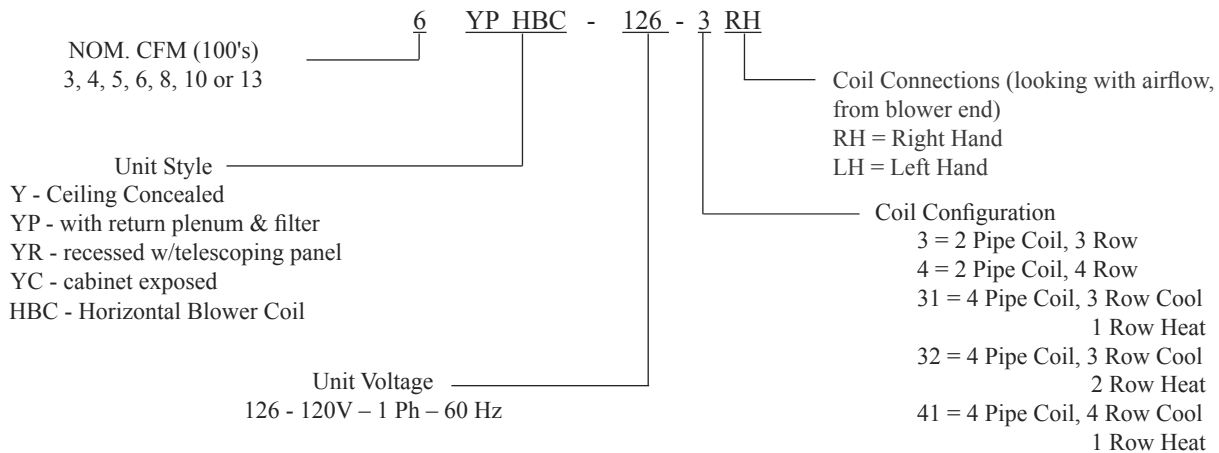 6 YP HBC - 126 - 3 RH
NOM. CFM (100's)
3, 4, 5, 6, 8, 10 or 13
Unit Style
Y - Ceiling Concealed
YP - with return plenum & filter
YR - recessed w/telescoping panel
YC - cabinet exposed
HBC - Horizontal Blower Coil
Unit Voltage
126 - 120V – 1 Ph – 60 Hz
Coil Connections (looking with airflow,
from blower end)
RH = Right Hand
LH = Left Hand
Coil Configuration
3 = 2 Pipe Coil, 3 Row
4 = 2 Pipe Coil, 4 Row
31 = 4 Pipe Coil, 3 Row Cool
1 Row Heat
32 = 4 Pipe Coil, 3 Row Cool
2 Row Heat
41 = 4 Pipe Coil, 4 Row Cool
1 Row Heat